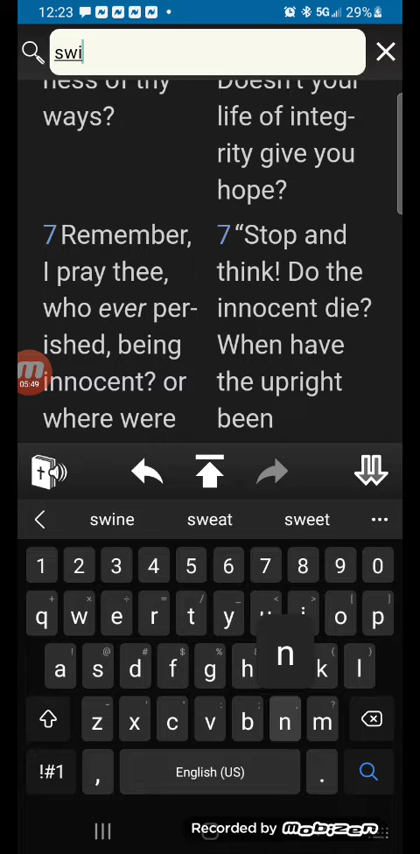 12:23 5G 29%
swi
ness of thy
ways?
7 Remember,
I pray thee,
who ever per-
ished, being
innocent? or
where were
Doesn't your
life of integ-
rity give you
hope?
7 “Stop and
think! Do the
innocent die?
When have
the upright
been
05:49
swine sweat sweet
1 2 3 4 5 6 7 8 9 0
q w e r t y u i o p
a s d f g h n k l
z x c v b n m
!#1 , English (US) .
Recorded by mobizen